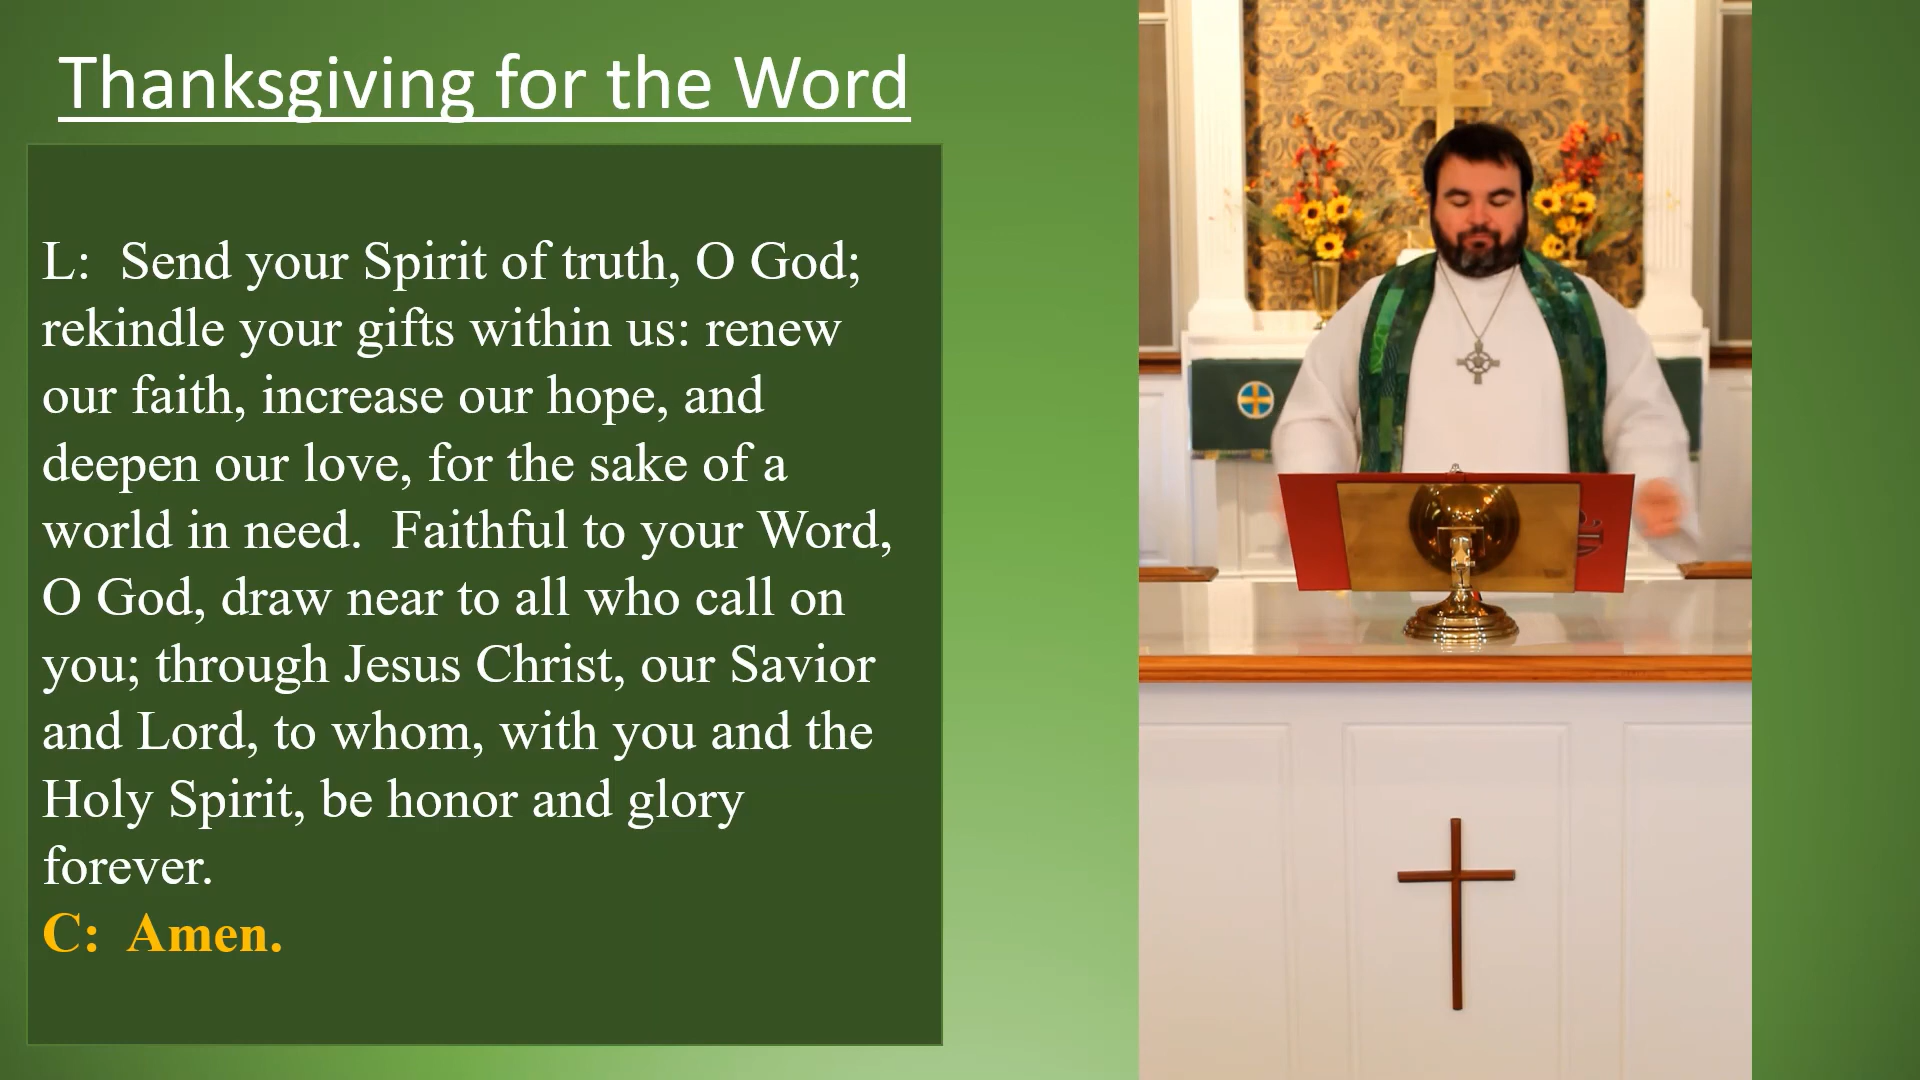 Thanksgiving for the Word
L:  Send your Spirit of truth, O God;
rekindle your gifts within us: renew
our faith, increase our hope, and
deepen our love, for the sake of a
world in need.  Faithful to your Word,
O God, draw near to all who call on
you; through Jesus Christ, our Savior
and Lord, to whom, with you and the
Holy Spirit, be honor and glory
forever.
C:  Amen.